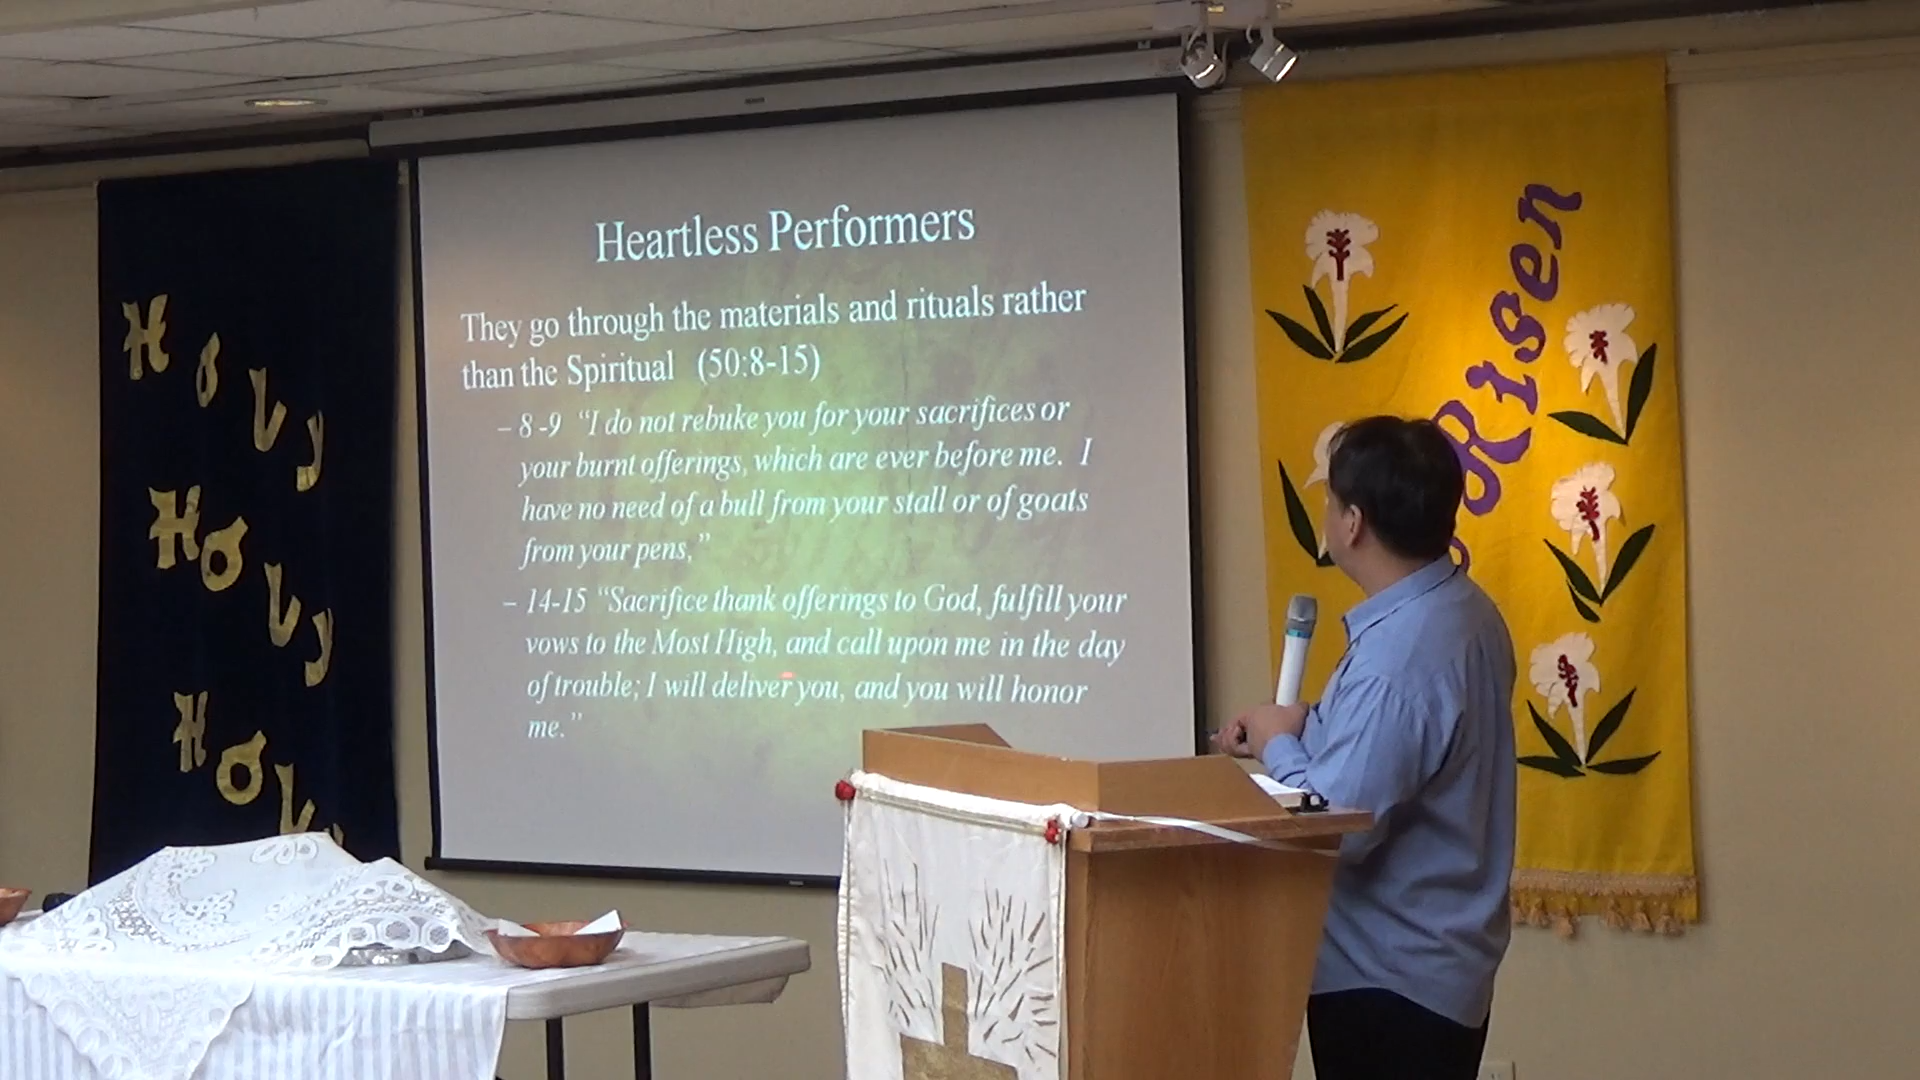 Heartless Performers
They go through the materials and rituals rather
than the Spiritual (50:8-15)
– 8-9 “I do not rebuke you for your sacrifices or
your burnt offerings, which are ever before me. I
have no need of a bull from your stall or of goats
from your pens,”
– 14-15 “Sacrifice thank offerings to God, fulfill your
vows to the Most High, and call upon me in the day
of trouble; I will deliver you, and you will honor
me.”
Holy
Holy
Holy
Risen